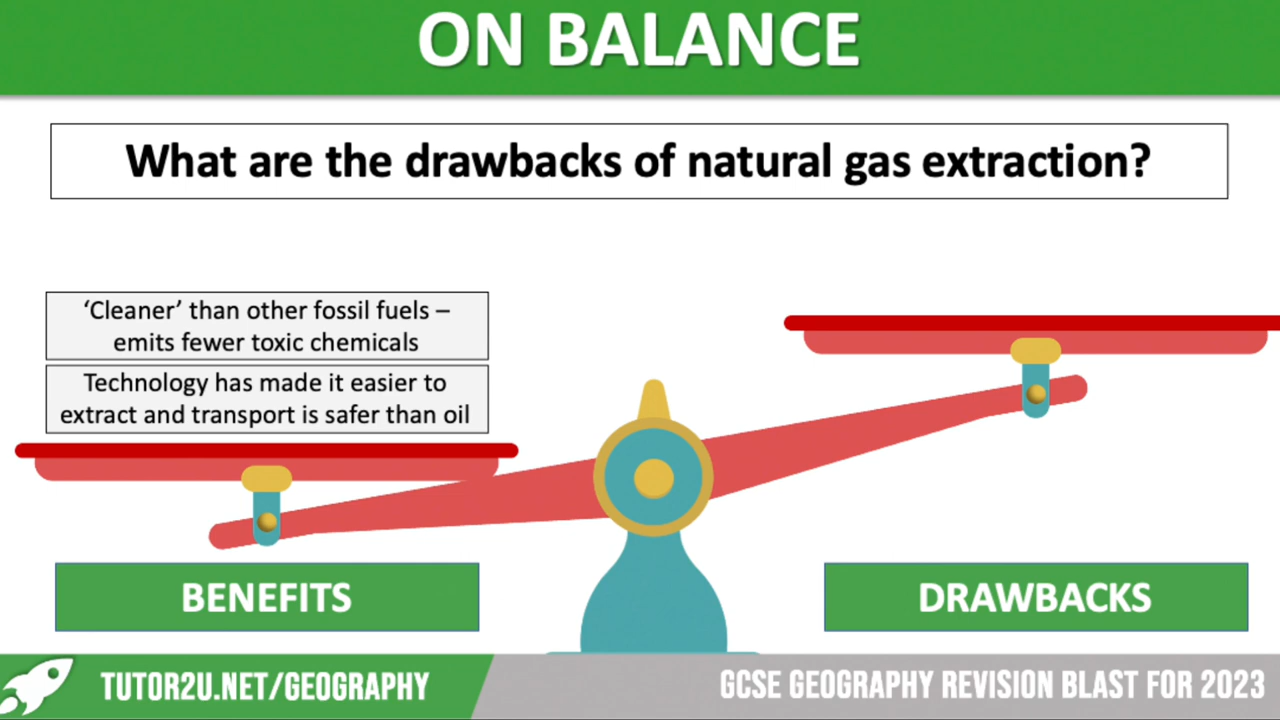 ON BALANCE
What are the drawbacks of natural gas extraction?
‘Cleaner’ than other fossil fuels –
emits fewer toxic chemicals
Technology has made it easier to
extract and transport is safer than oil
BENEFITS
DRAWBACKS
TUTOR2U.NET/GEOGRAPHY
GCSE GEOGRAPHY REVISION BLAST FOR 2023